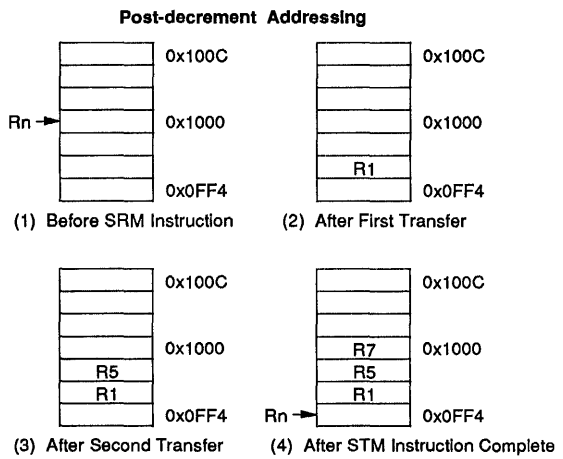 Post-decrement Addressing
0x100C
Rn
0x1000
0x0FF4
(1) Before SRM Instruction
0x100C
0x1000
R1
0x0FF4
(2) After First Transfer
0x100C
0x1000
R5
R1
0x0FF4
(3) After Second Transfer
0x100C
R7
0x1000
R5
R1
Rn
0x0FF4
(4) After STM Instruction Complete